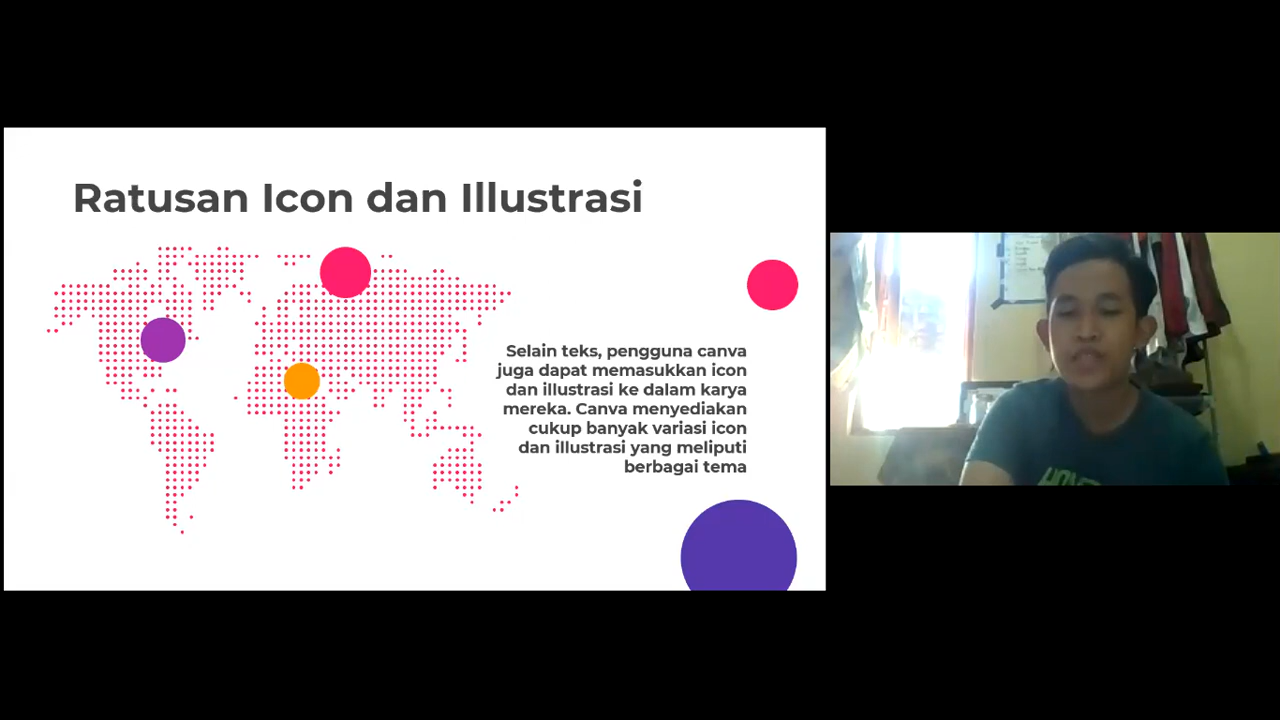 Ratusan Icon dan Illustrasi
Selain teks, pengguna canva
juga dapat memasukkan icon
dan illustrasi ke dalam karya
mereka. Canva menyediakan
cukup banyak variasi icon
dan illustrasi yang meliputi
berbagai tema